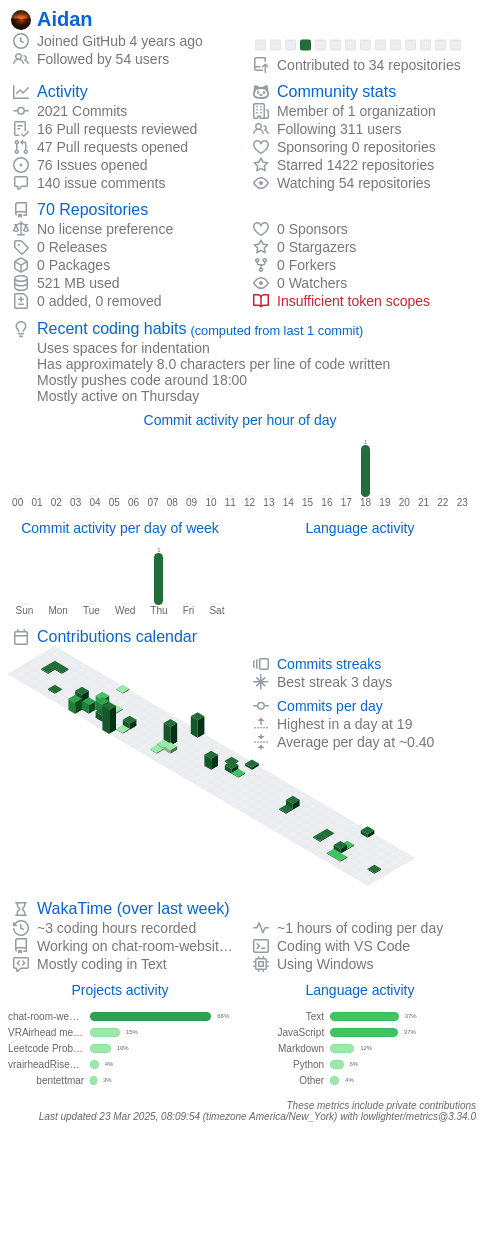 Aidan
Joined GitHub 4 years ago
Followed by 54 users
Contributed to 34 repositories
Activity
2021 Commits
16 Pull requests reviewed
47 Pull requests opened
76 Issues opened
140 issue comments
Community stats
Member of 1 organization
Following 311 users
Sponsoring 0 repositories
Starred 1422 repositories
Watching 54 repositories
70 Repositories
No license preference
0 Releases
0 Packages
521 MB used
0 added, 0 removed
0 Sponsors
0 Stargazers
0 Forkers
0 Watchers
Insufficient token scopes
Recent coding habits (computed from last 1 commit)
Uses spaces for indentation
Has approximately 8.0 characters per line of code written
Mostly pushes code around 18:00
Mostly active on Thursday
Commit activity per hour of day
1
00 01 02 03 04 05 06 07 08 09 10 11 12 13 14 15 16 17 18 19 20 21 22 23
Commit activity per day of week
1
Sun Mon Tue Wed Thu Fri Sat
Language activity
Contributions calendar
Commits streaks
Best streak 3 days
Commits per day
Highest in a day at 19
Average per day at ~0.40
WakaTime (over last week)
~3 coding hours recorded
Working on chat-room-websit…
Mostly coding in Text
~1 hours of coding per day
Coding with VS Code
Using Windows
Projects activity
chat-room-we… 66%
VRAirhead me… 15%
Leetcode Prob… 10%
vrairheadRise… 4%
bentettmar 3%
Language activity
Text 37%
JavaScript 37%
Markdown 12%
Python 6%
Other 4%
These metrics include private contributions
Last updated 23 Mar 2025, 08:09:54 (timezone America/New_York) with lowlighter/metrics@3.34.0